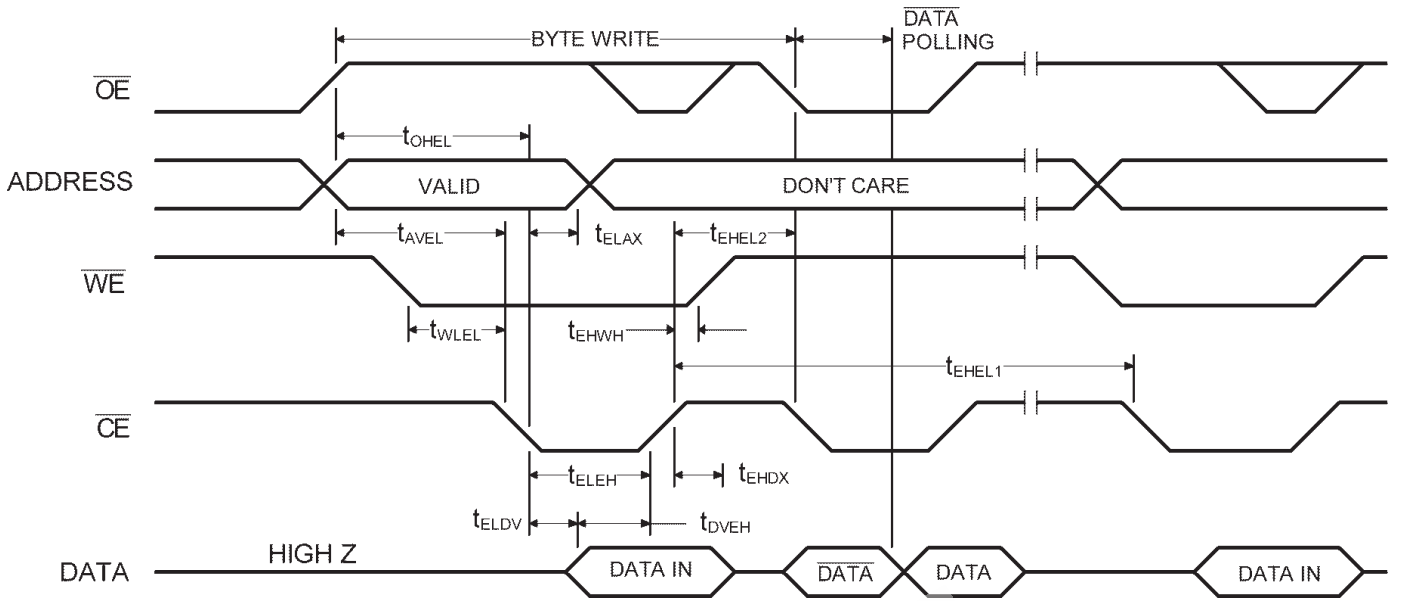 DATA
POLLING
BYTE WRITE
OE
tOHEL
ADDRESS
VALID
DON'T CARE
tAVEL
tELAX
tEHEL2
WE
tWLEL
tEHWH
tEHEL1
CE
tELEH
tEHDX
tELDV
tDVEH
HIGH Z
DATA
DATA IN
DATA
DATA
DATA IN